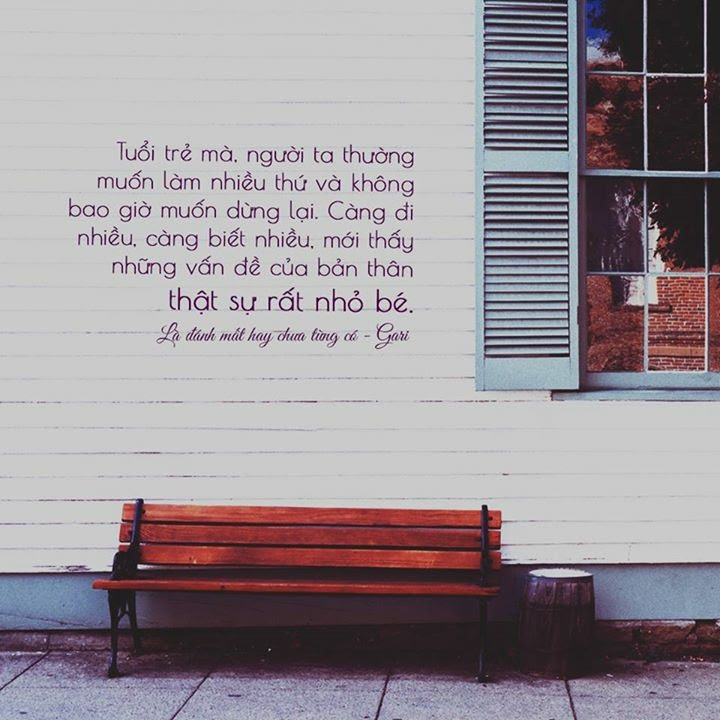 Tuổi trẻ mà, người ta thường
muốn làm nhiều thứ và không
bao giờ muốn dừng lại. Càng đi
nhiều, càng biết nhiều, mới thấy
những vấn đề của bản thân
thật sự rất nhỏ bé.
Là đánh mất hay chưa từng có - Gari